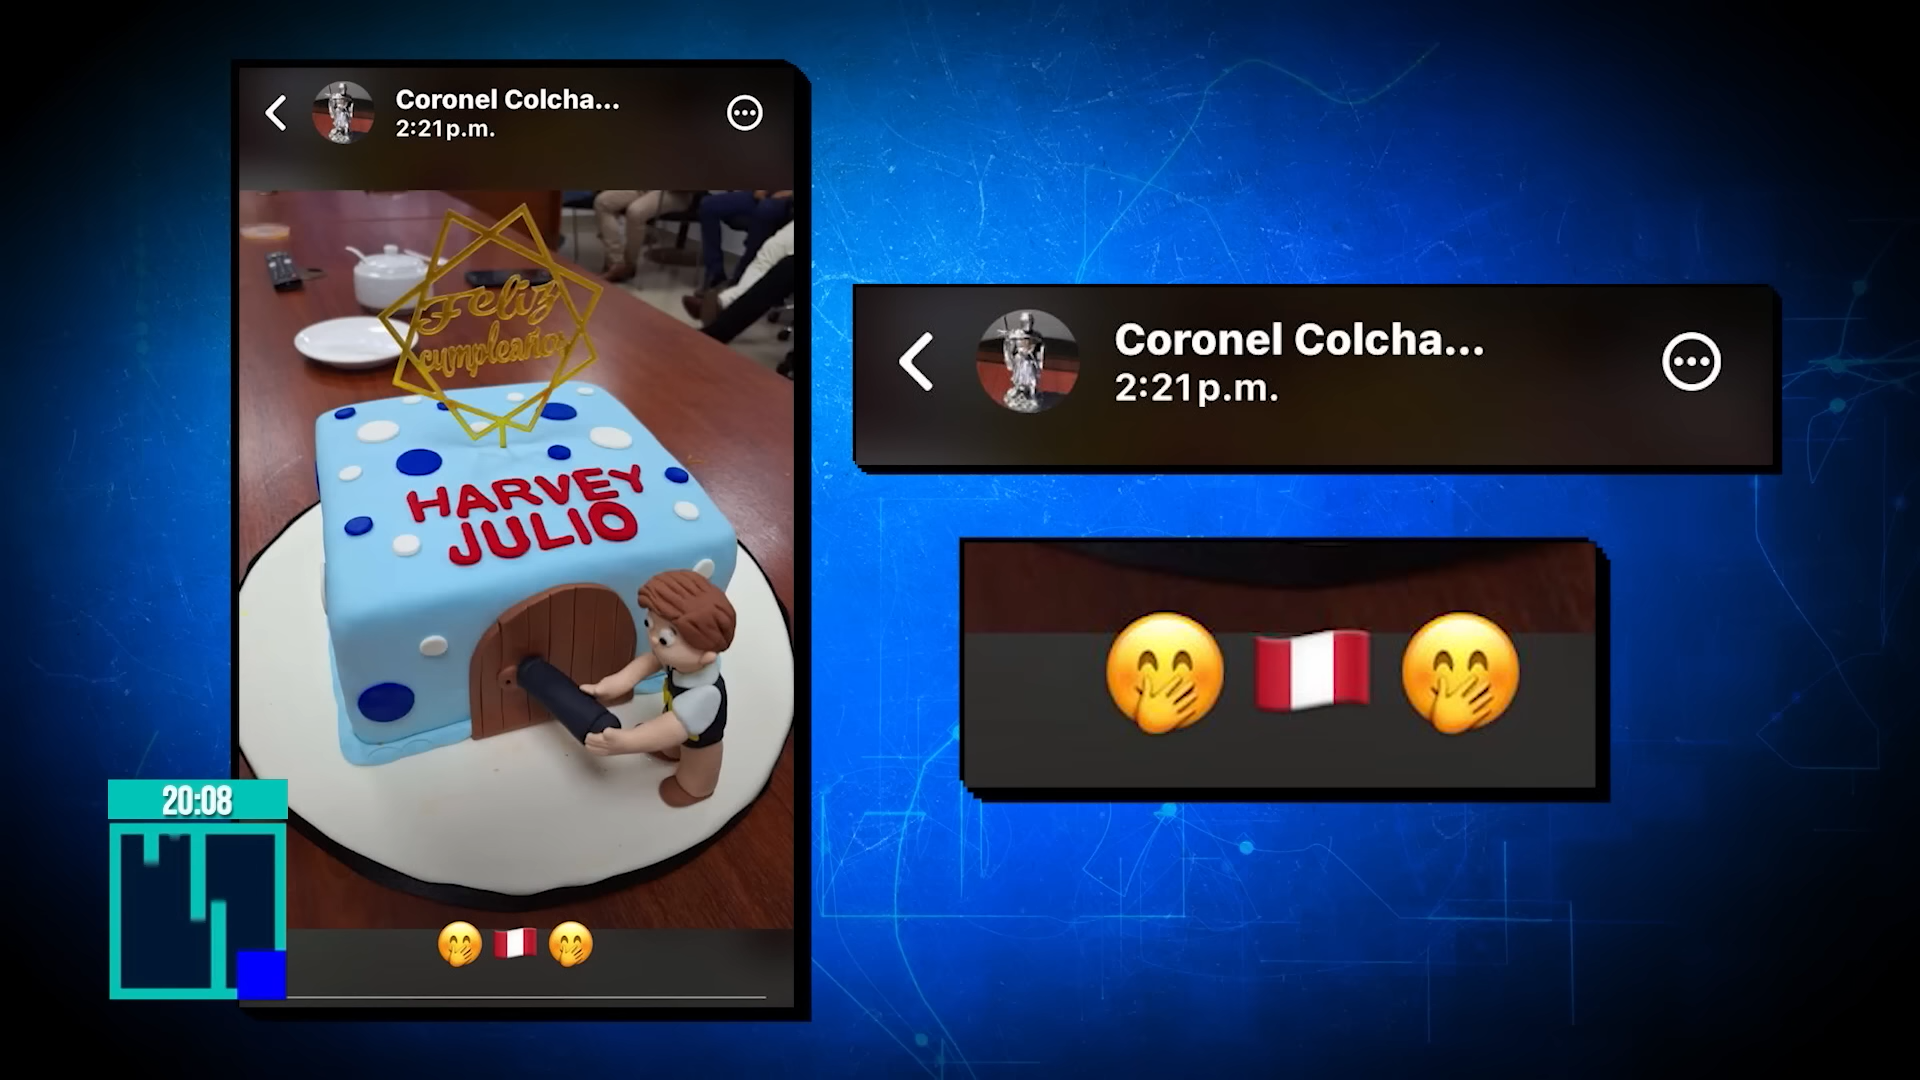 Coronel Colcha...
2:21p.m.
Feliz
cumpleaños
HARVEY
JULIO
Coronel Colcha...
2:21p.m.
20:08